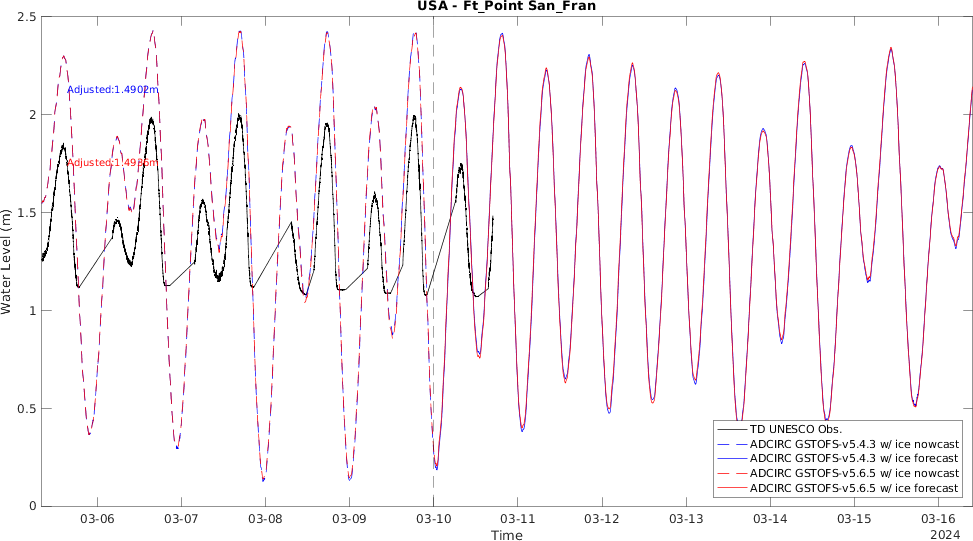 USA - Ft_Point San_Fran
2.5
2
1.5
1
0.5
0
Water Level (m)
Adjusted:1.4902m
03-06
03-07
03-08
03-09
03-10
03-11
03-12
03-13
03-14
03-15
03-16
2024
Time
TD UNESCO Obs.
ADCIRC GSTOFS-v5.4.3 w/ ice nowcast
ADCIRC GSTOFS-v5.4.3 w/ ice forecast
ADCIRC GSTOFS-v5.6.5 w/ ice nowcast
ADCIRC GSTOFS-v5.6.5 w/ ice forecast